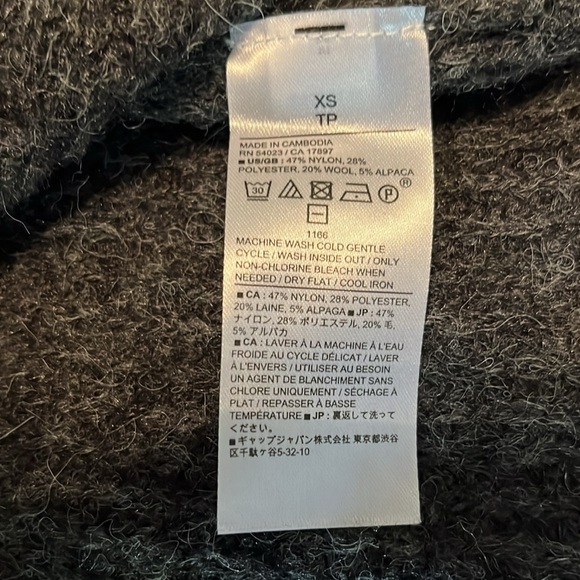 XS
TP
MADE IN CAMBODIA
RN 54023 / CA 17897
■ US/GB : 47% NYLON, 28%
POLYESTER, 20% WOOL, 5% ALPACA
30 P ®
1166
MACHINE WASH COLD GENTLE
CYCLE / WASH INSIDE OUT / ONLY
NON-CHLORINE BLEACH WHEN
NEEDED / DRY FLAT / COOL IRON
■ CA : 47% NYLON, 28% POLYESTER,
20% LAINE, 5% ALPAGA ■ JP : 47%
ナイロン, 28% ポリエステル, 20% 毛,
5% アルパカ
■ CA : LAVER À LA MACHINE À L'EAU
FROIDE AU CYCLE DÉLICAT / LAVER
À L'ENVERS / UTILISER AU BESOIN
UN AGENT DE BLANCHIMENT SANS
CHLORE UNIQUEMENT / SÉCHAGE À
PLAT / REPASSER À BASSE
TEMPÉRATURE ■ JP : 裏返して洗って
ください。
■ ギャップジャパン株式会社 東京都渋谷
区千駄ヶ谷5-32-10